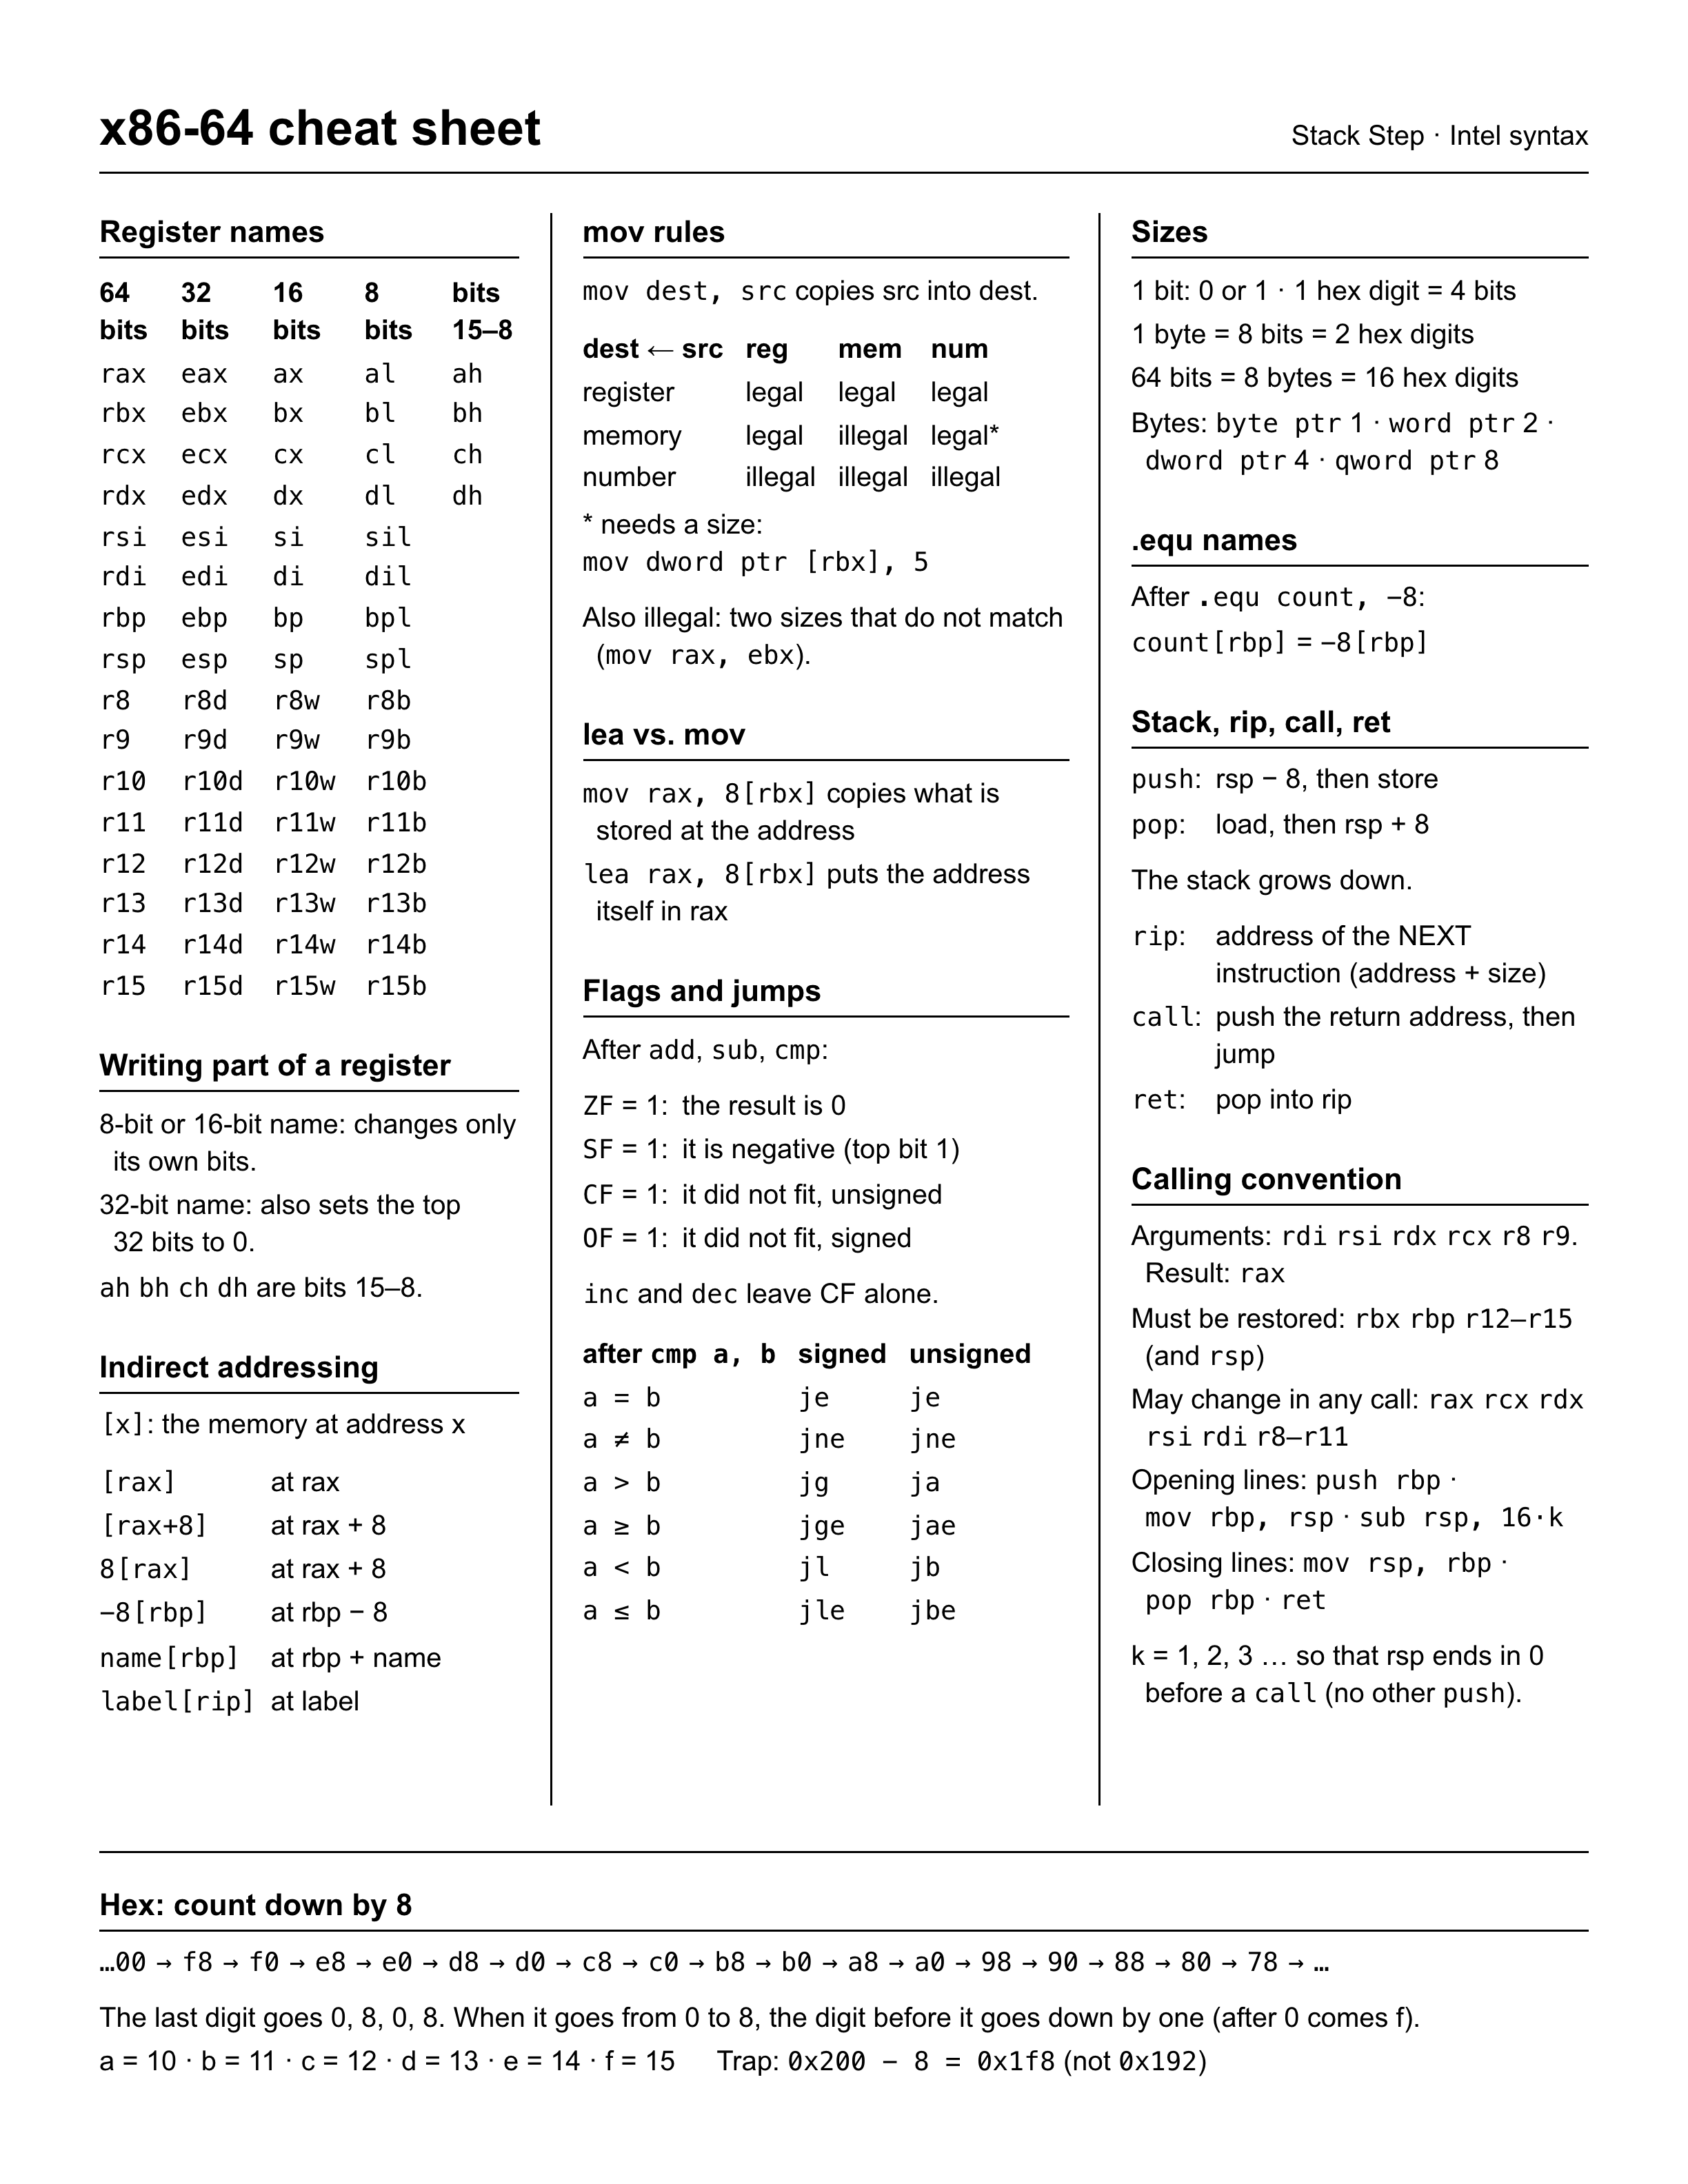 x86-64 cheat sheet
Stack Step · Intel syntax
Register names
64 32 16 8 bits
bits bits bits bits 15–8
rax eax ax al ah
rbx ebx bx bl bh
rcx ecx cx cl ch
rdx edx dx dl dh
rsi esi si sil
rdi edi di dil
rbp ebp bp bpl
rsp esp sp spl
r8 r8d r8w r8b
r9 r9d r9w r9b
r10 r10d r10w r10b
r11 r11d r11w r11b
r12 r12d r12w r12b
r13 r13d r13w r13b
r14 r14d r14w r14b
r15 r15d r15w r15b
Writing part of a register
8-bit or 16-bit name: changes only
its own bits.
32-bit name: also sets the top
32 bits to 0.
ah bh ch dh are bits 15–8.
Indirect addressing
[x]: the memory at address x
[rax] at rax
[rax+8] at rax + 8
8[rax] at rax + 8
−8[rbp] at rbp − 8
name[rbp] at rbp + name
label[rip] at label
mov rules
mov dest, src copies src into dest.
dest ← src reg mem num
register legal legal legal
memory legal illegal legal*
number illegal illegal illegal
* needs a size:
mov dword ptr [rbx], 5
Also illegal: two sizes that do not match
(mov rax, ebx).
lea vs. mov
mov rax, 8[rbx] copies what is
stored at the address
lea rax, 8[rbx] puts the address
itself in rax
Flags and jumps
After add, sub, cmp:
ZF = 1: the result is 0
SF = 1: it is negative (top bit 1)
CF = 1: it did not fit, unsigned
OF = 1: it did not fit, signed
inc and dec leave CF alone.
after cmp a, b signed unsigned
a = b je je
a ≠ b jne jne
a > b jg ja
a ≥ b jge jae
a < b jl jb
a ≤ b jle jbe
Sizes
1 bit: 0 or 1 · 1 hex digit = 4 bits
1 byte = 8 bits = 2 hex digits
64 bits = 8 bytes = 16 hex digits
Bytes: byte ptr 1 · word ptr 2 ·
dword ptr 4 · qword ptr 8
.equ names
After .equ count, −8:
count[rbp] = −8[rbp]
Stack, rip, call, ret
push: rsp − 8, then store
pop: load, then rsp + 8
The stack grows down.
rip: address of the NEXT
instruction (address + size)
call: push the return address, then
jump
ret: pop into rip
Calling convention
Arguments: rdi rsi rdx rcx r8 r9.
Result: rax
Must be restored: rbx rbp r12–r15
(and rsp)
May change in any call: rax rcx rdx
rsi rdi r8–r11
Opening lines: push rbp ·
mov rbp, rsp · sub rsp, 16·k
Closing lines: mov rsp, rbp ·
pop rbp · ret
k = 1, 2, 3 … so that rsp ends in 0
before a call (no other push).
Hex: count down by 8
…00 → f8 → f0 → e8 → e0 → d8 → d0 → c8 → c0 → b8 → b0 → a8 → a0 → 98 → 90 → 88 → 80 → 78 → …
The last digit goes 0, 8, 0, 8. When it goes from 0 to 8, the digit before it goes down by one (after 0 comes f).
a = 10 · b = 11 · c = 12 · d = 13 · e = 14 · f = 15 Trap: 0x200 − 8 = 0x1f8 (not 0x192)